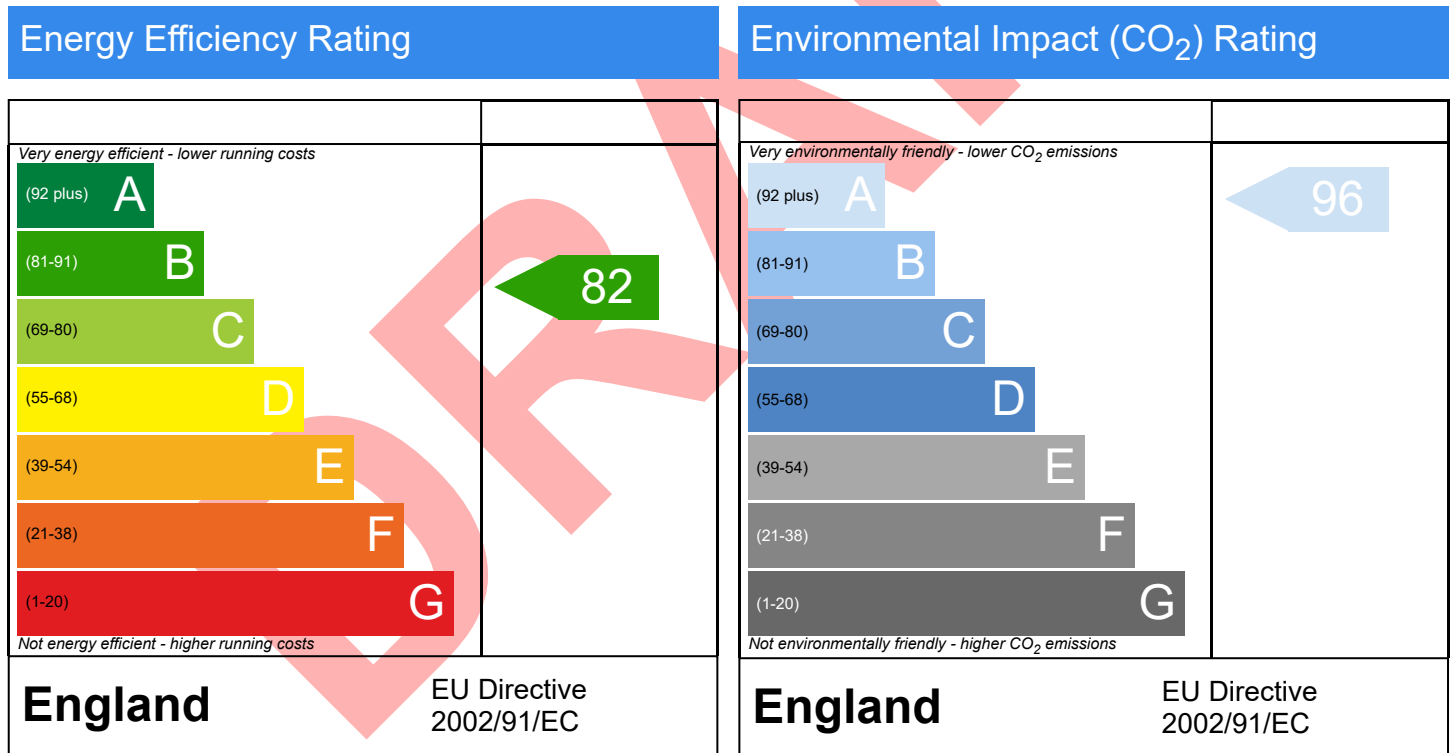 Energy Efficiency Rating
Very energy efficient - lower running costs
(92 plus) A
(81-91) B
(69-80) C
(55-68) D
(39-54) E
(21-38) F
(1-20) G
82
Not energy efficient - higher running costs
England
EU Directive
2002/91/EC
Environmental Impact (CO₂) Rating
Very environmentally friendly - lower CO₂ emissions
(92 plus) A
(81-91) B
(69-80) C
(55-68) D
(39-54) E
(21-38) F
(1-20) G
96
Not environmentally friendly - higher CO₂ emissions
England
EU Directive
2002/91/EC